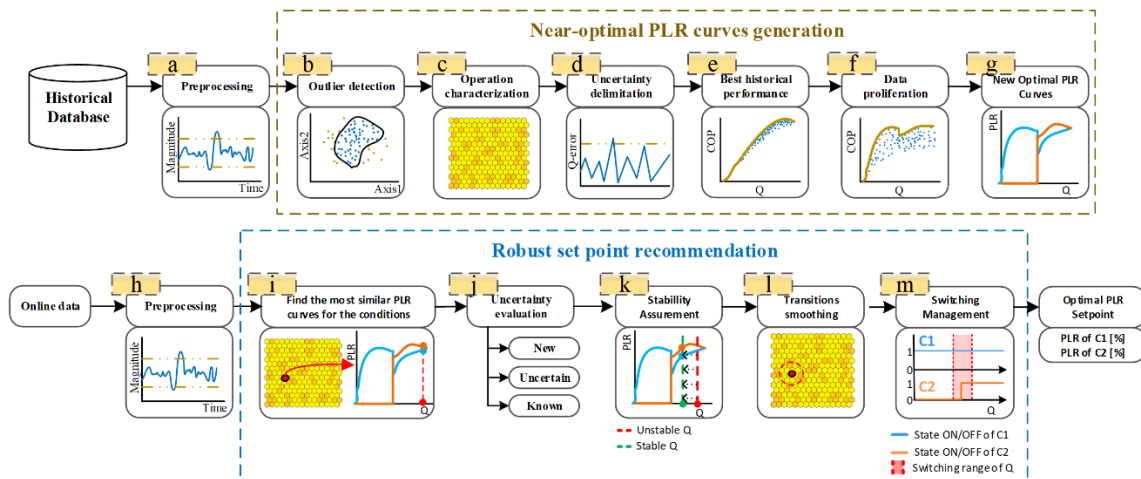 Near-optimal PLR curves generation
Historical
Database
a
Preprocessing
Magnitude
Time
b
Outlier detection
Axis2
Axis1
c
Operation
characterization
d
Uncertainty
delimitation
Q-error
e
Best historical
performance
COP
Q
f
Data
proliferation
COP
Q
g
New Optimal PLR
Curves
PLR
Q
Robust set point recommendation
Online data
h
Preprocessing
Magnitude
Time
i
Find the most similar PLR
curves for the conditions
PLR
Q
j
Uncertainty
evaluation
New
Uncertain
Known
k
Stabillity
Assurement
PLR
Unstable Q
Stable Q
l
Transitions
smoothing
m
Switching
Management
C1
1
0
C2
1
0
Q
State ON/OFF of C1
State ON/OFF of C2
Switching range of Q
Optimal PLR
Setpoint
PLR of C1 [%]
PLR of C2 [%]